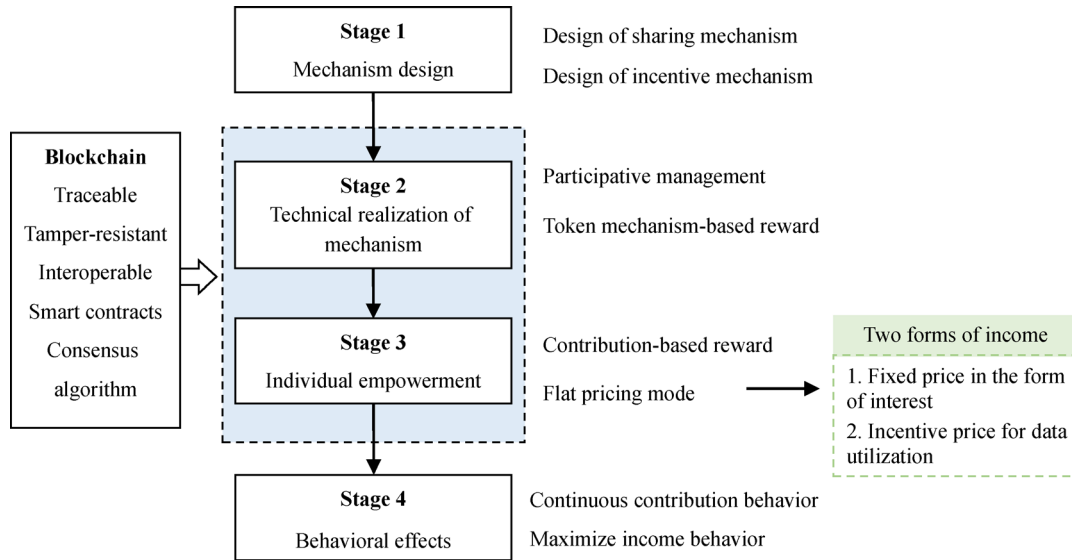 Stage 1
Mechanism design
Design of sharing mechanism
Design of incentive mechanism
Blockchain
Traceable
Tamper-resistant
Interoperable
Smart contracts
Consensus
algorithm
Stage 2
Technical realization of
mechanism
Participative management
Token mechanism-based reward
Stage 3
Individual empowerment
Contribution-based reward
Flat pricing mode
Two forms of income
1. Fixed price in the form
of interest
2. Incentive price for data
utilization
Stage 4
Behavioral effects
Continuous contribution behavior
Maximize income behavior